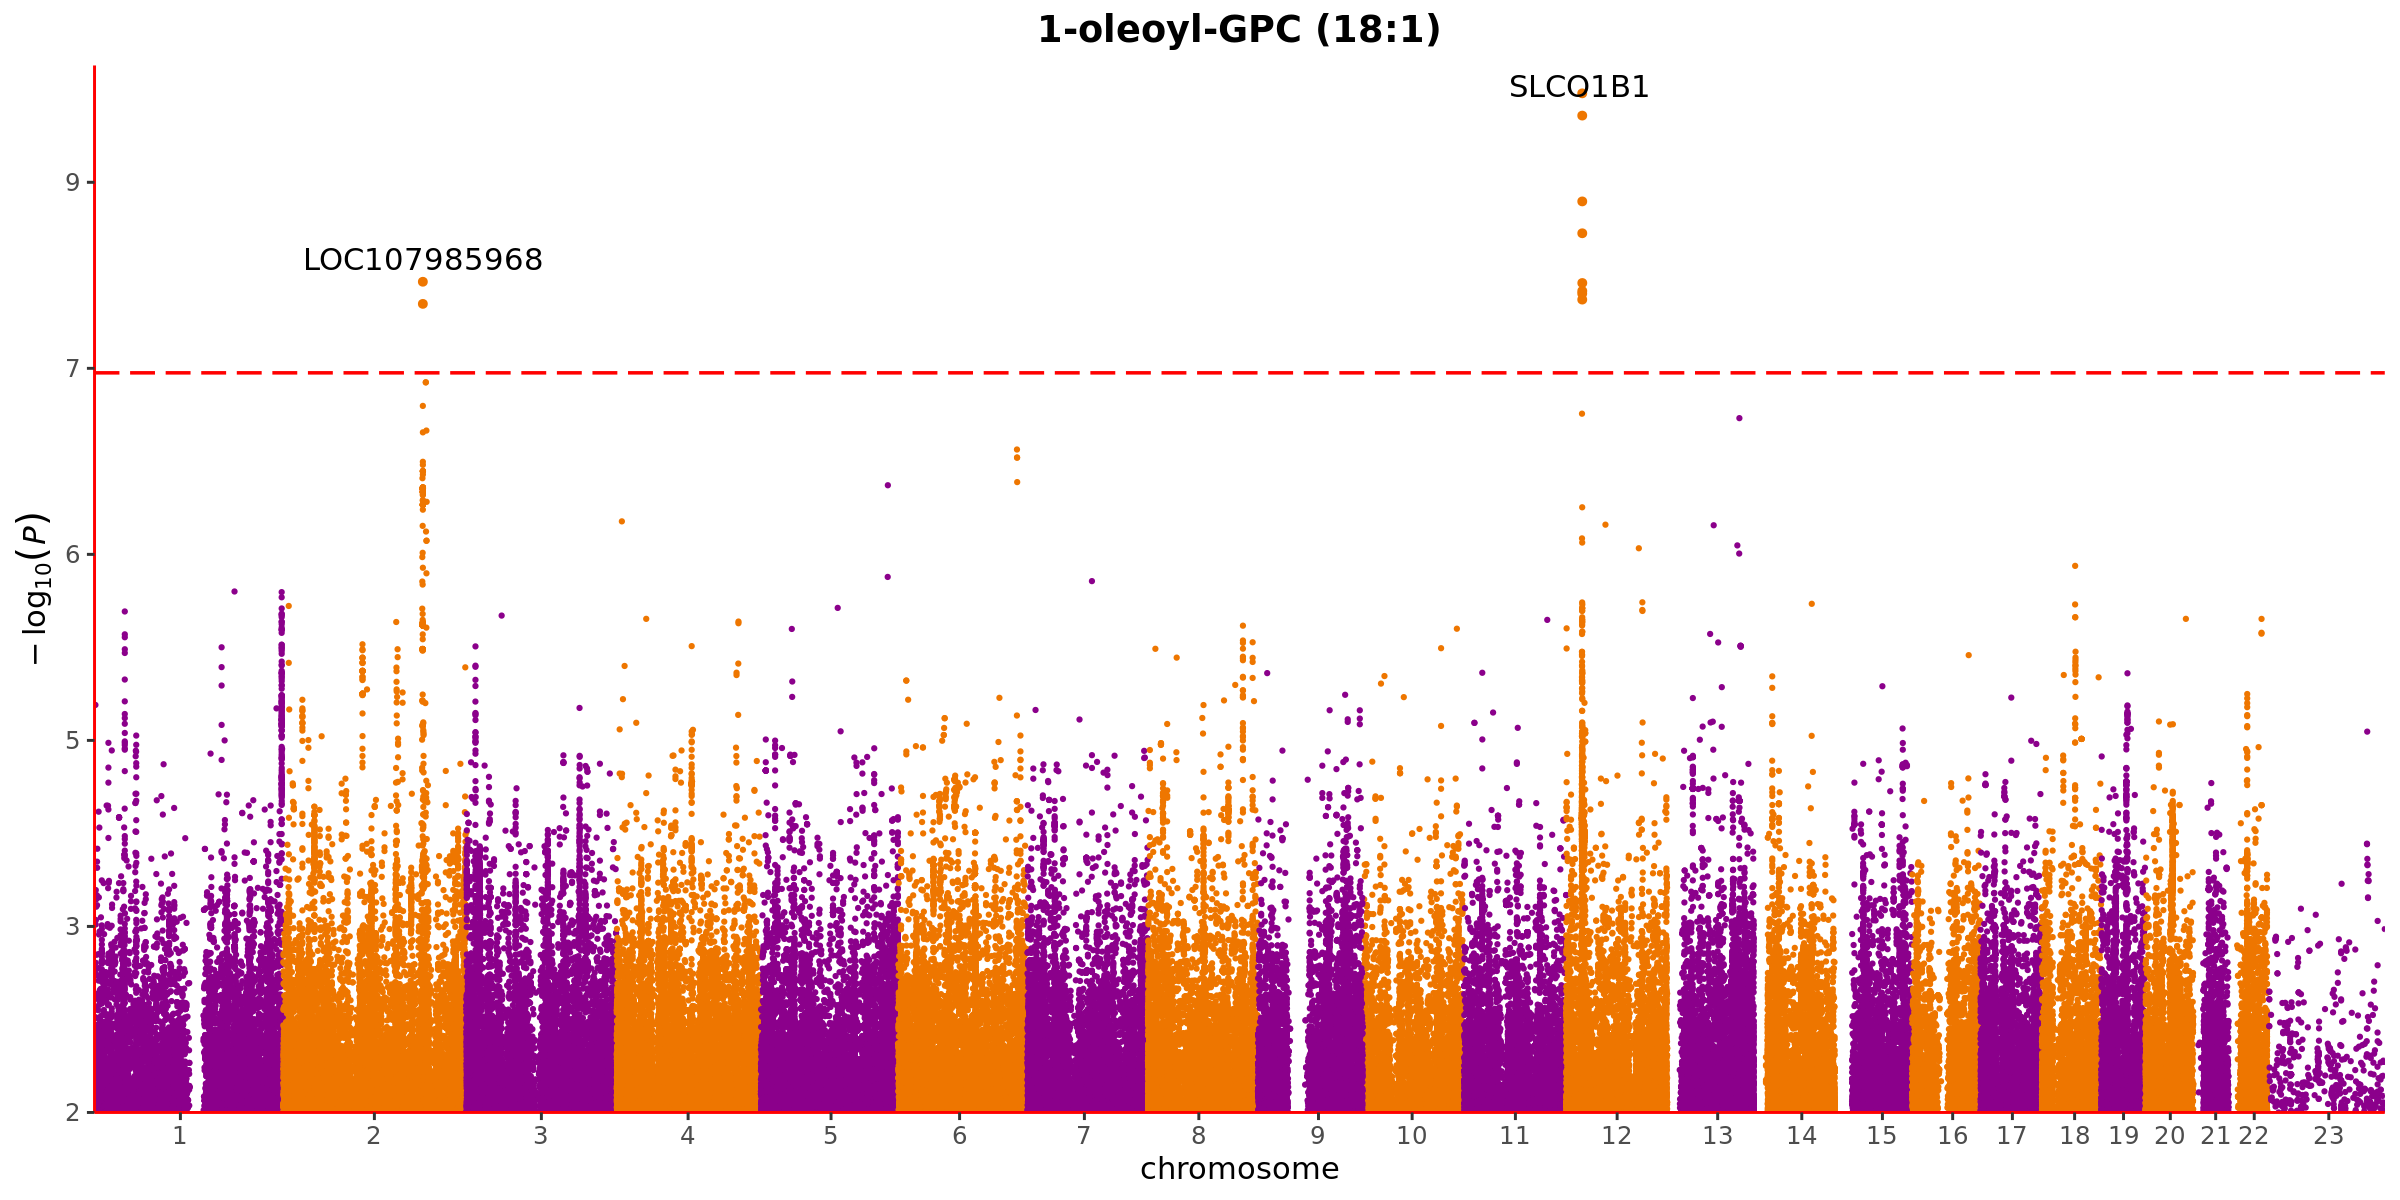 1-oleoyl-GPC (18:1)
SLCO1B1
LOC107985968
9
7
6
5
3
2
− log10(P)
1 2 3 4 5 6 7 8 9 10 11 12 13 14 15 16 17 18 19 20 21 22 23
chromosome